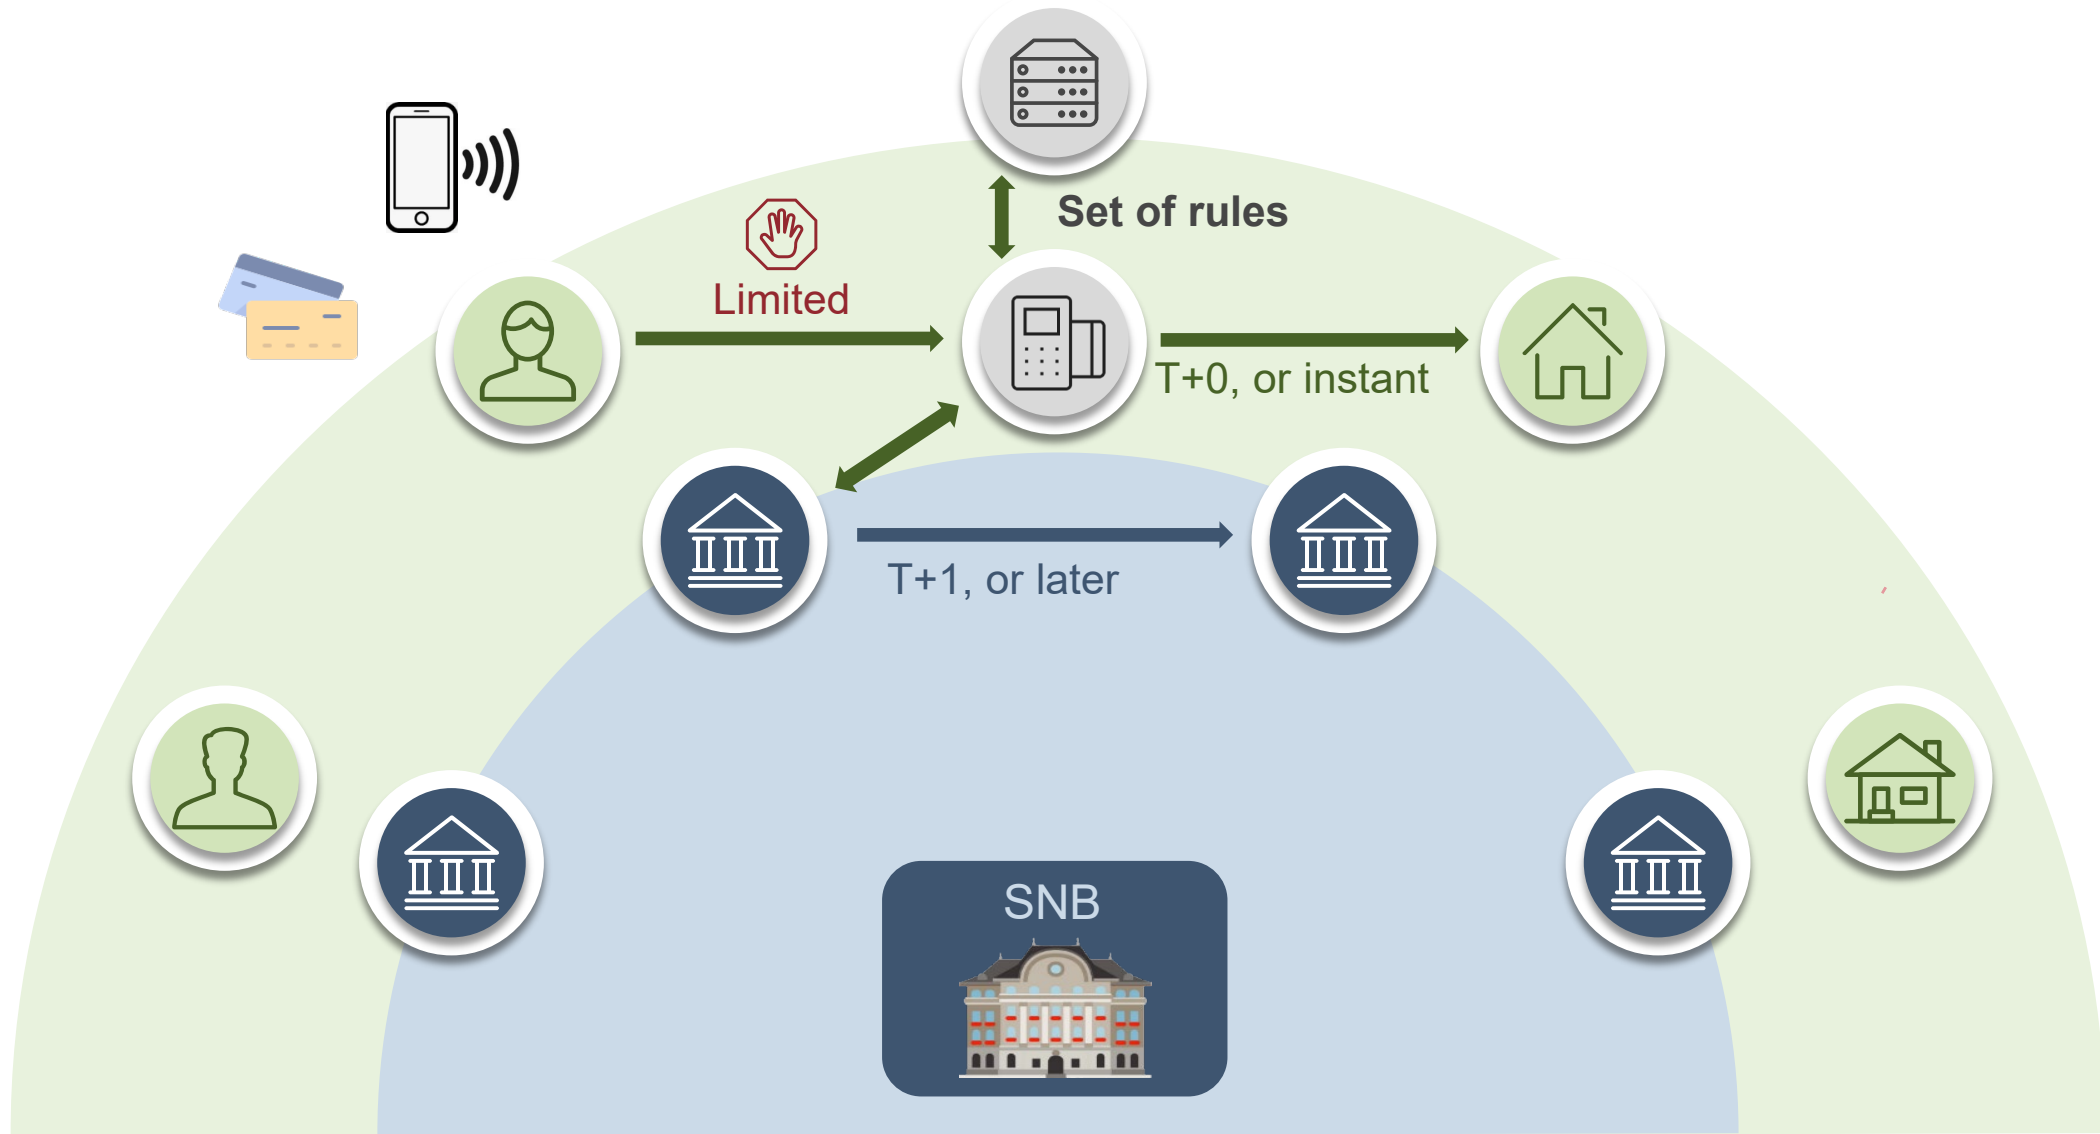 Set of rules
Limited
T+0, or instant
T+1, or later
SNB